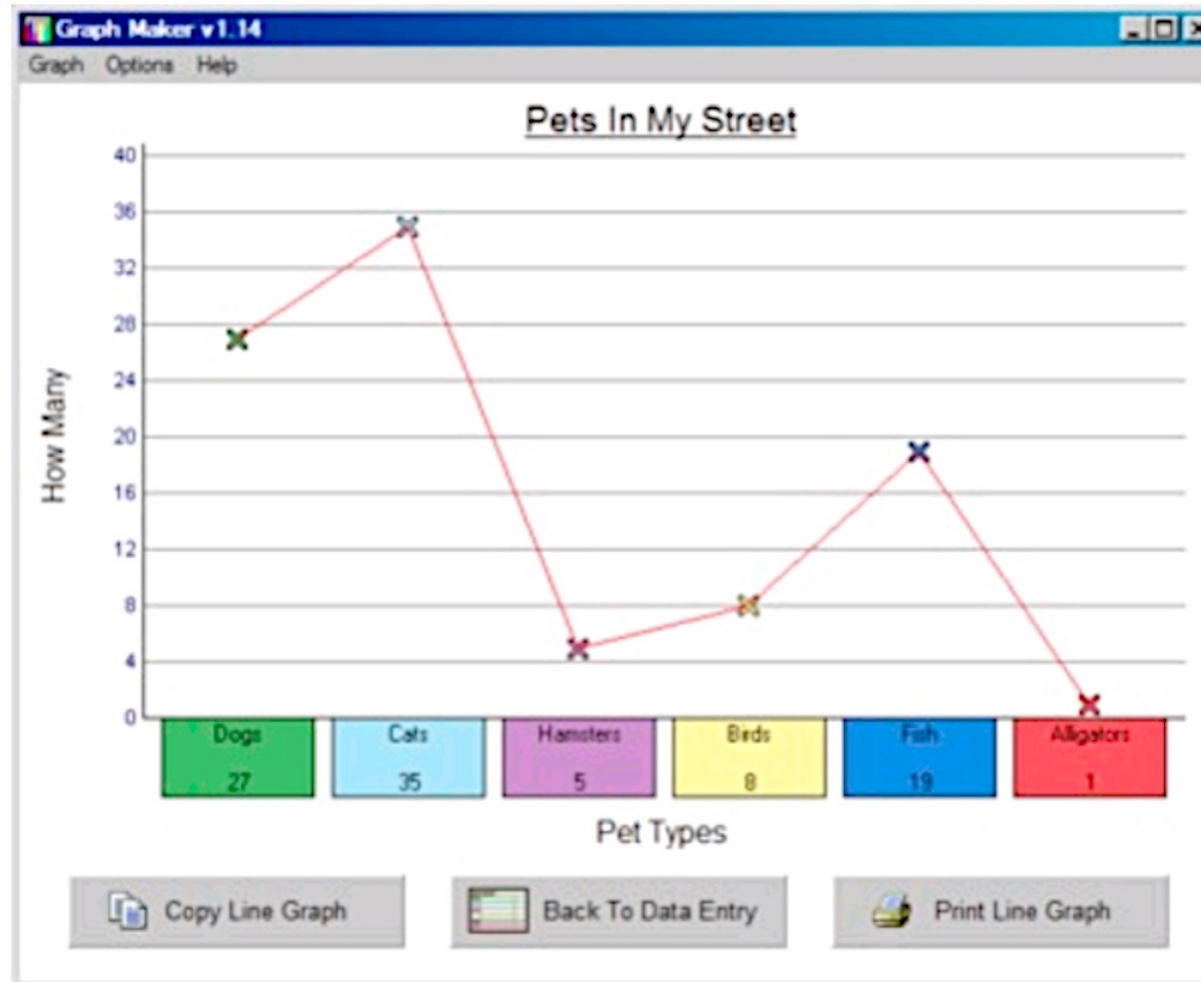 Graph Maker v1.14
Graph Options Help
Pets In My Street
40
36
32
28
24
20
16
12
8
4
0
How Many
Dogs Cats Hamsters Birds Fish Alligators
27 35 5 8 19 1
Pet Types
Copy Line Graph Back To Data Entry Print Line Graph